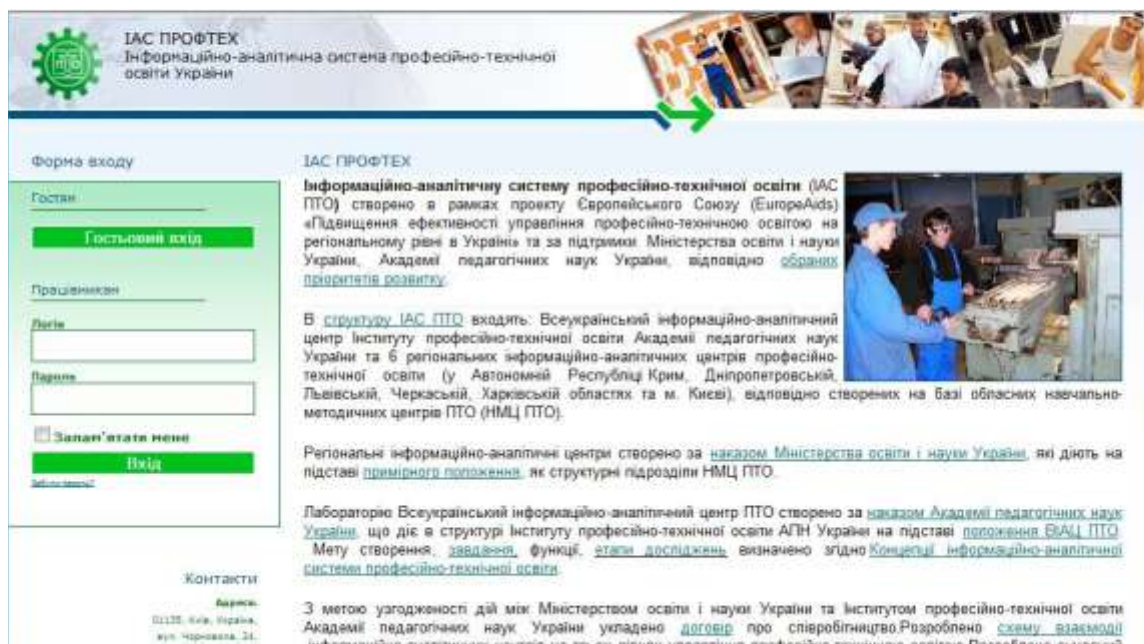 ІАС ПРОФТЕХ
Інформаційно-аналітична система професійно-технічної
освіти України
Форма входу
Гостям
Гостьовий вхід
Працівникам
Логін
Пароль
Запам'ятати мене
Вхід
Забули пароль?
Контакти
Адреса:
01135, Київ, Україна,
вул. Чорновола, 24,
ІАС ПРОФТЕХ
Інформаційно-аналітичну систему професійно-технічної освіти (ІАС
ПТО) створено в рамках проекту Європейського Союзу (EuropeAids)
«Підвищення ефективності управління професійно-технічною освітою на
регіональному рівні в Україні» та за підтримки Міністерства освіти і науки
України, Академії педагогічних наук України, відповідно обраних
пріоритетів розвитку.
В структуру ІАС ПТО входять: Всеукраїнський інформаційно-аналітичний
центр Інституту професійно-технічної освіти Академії педагогічних наук
України та 6 регіональних інформаційно-аналітичних центрів професійно-
технічної освіти (у Автономній Республіці Крим, Дніпропетровській,
Львівській, Черкаській, Харківській областях та м. Києві), відповідно створених на базі обласних навчально-
методичних центрів ПТО (НМЦ ПТО).
Регіональні інформаційно-аналітичні центри створено за наказом Міністерства освіти і науки України, які діють на
підставі примірного положення, як структурні підрозділи НМЦ ПТО.
Лабораторію Всеукраїнський інформаційно-аналітичний центр ПТО створено за наказом Академії педагогічних наук
України, що діє в структурі Інституту професійно-технічної освіти АПН України на підставі положення ВІАЦ ПТО
Мету створення, завдання, функції, етапи досліджень визначено згідно Концепції інформаційно-аналітичної
системи професійно-технічної освіти.
З метою узгодженості дій між Міністерством освіти і науки України та Інститутом професійно-технічної освіти
Академії педагогічних наук України укладено договір про співробітництво.Розроблено схему взаємодії